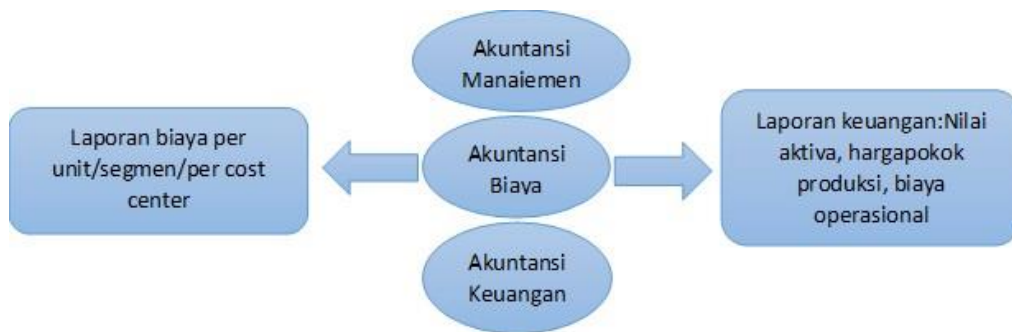 Akuntansi
Manaiemen
Laporan biaya per
unit/segmen/per cost
center
Akuntansi
Biaya
Laporan keuangan:Nilai
aktiva, hargapokok
produksi, biaya
operasional
Akuntansi
Keuangan